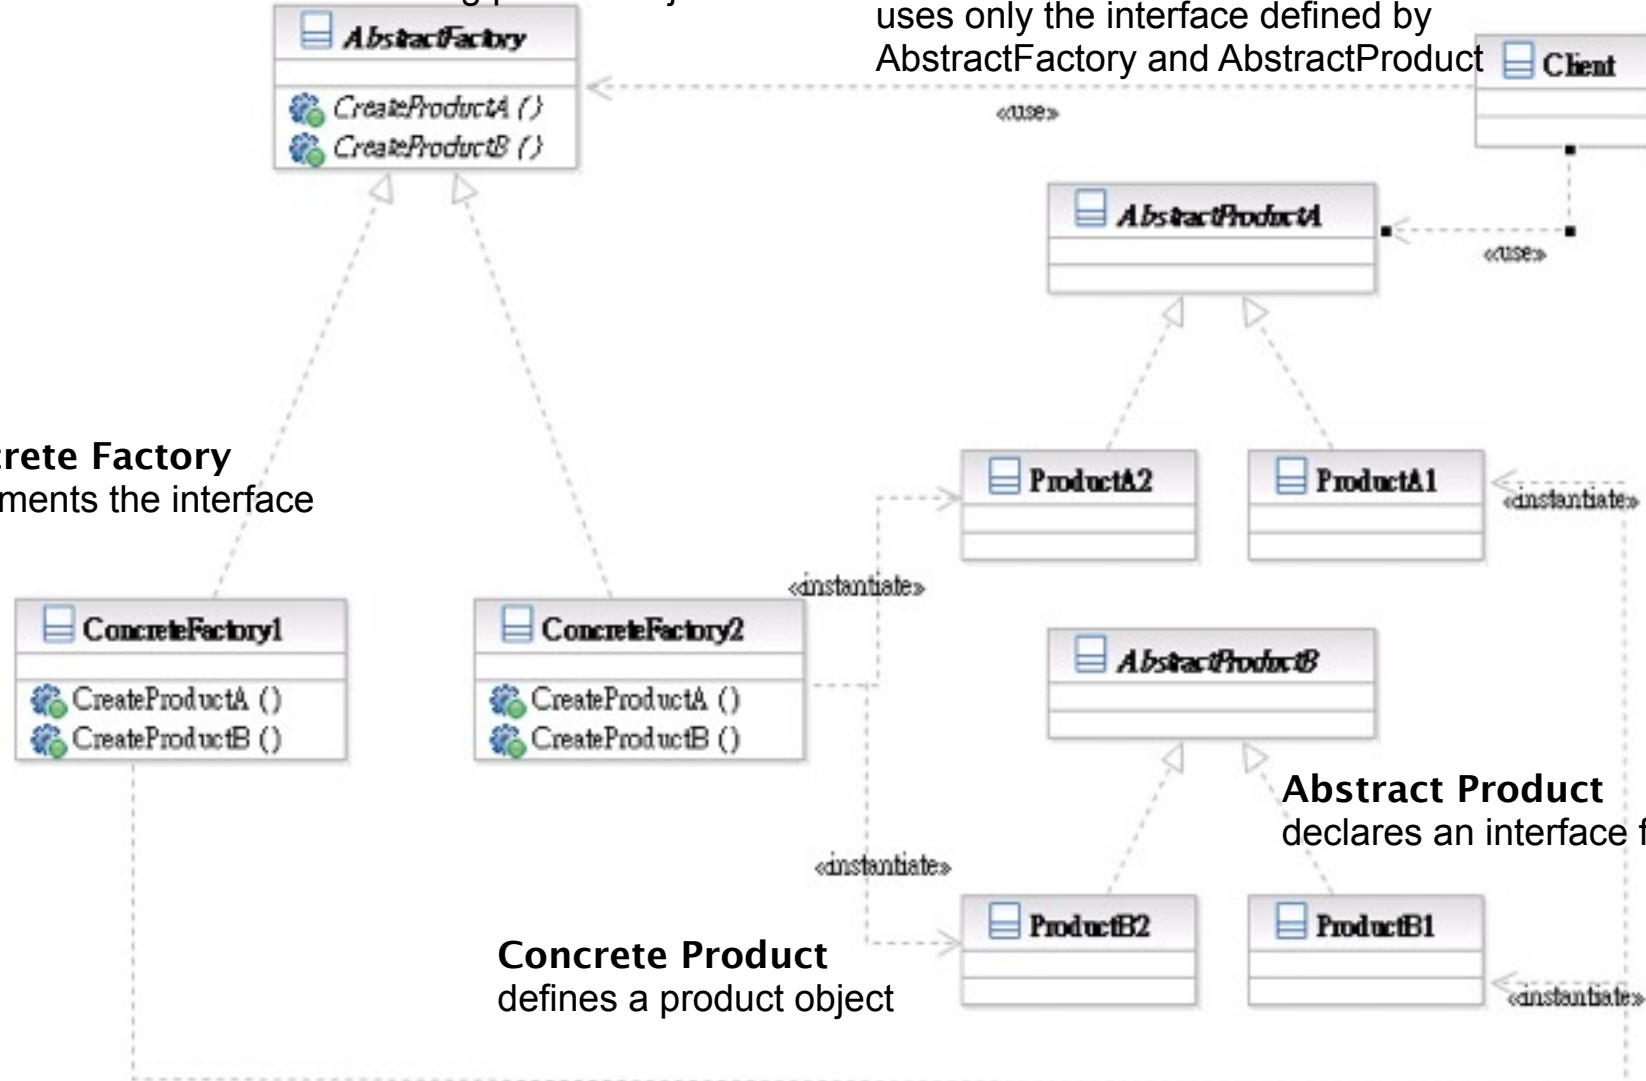 AbstractFactory
CreateProductA ()
CreateProductB ()
uses only the interface defined by
AbstractFactory and AbstractProduct
Client
«use»
AbstractProductA
«use»
crete Factory
ments the interface
ProductA2
ProductA1
«instantiate»
«instantiate»
ConcreteFactory1
CreateProductA ()
CreateProductB ()
ConcreteFactory2
CreateProductA ()
CreateProductB ()
AbstractProductB
Abstract Product
declares an interface f
«instantiate»
ProductB2
ProductB1
«instantiate»
Concrete Product
defines a product object